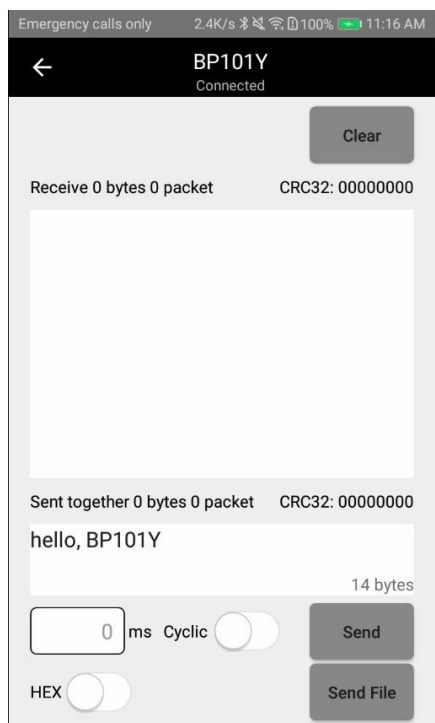 Emergency calls only 2.4K/s 100% 11:16 AM
BP101Y
Connected
Clear
Receive 0 bytes 0 packet CRC32: 00000000
Sent together 0 bytes 0 packet CRC32: 00000000
hello, BP101Y
14 bytes
0 ms Cyclic Send
HEX Send File